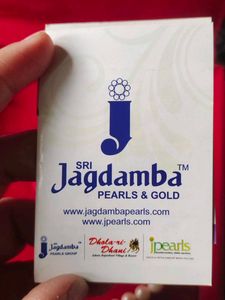 SRI
Jagdamba™
PEARLS & GOLD
www.jagdambapearls.com
www.jpearls.com
Jagdamba
PEARLS GROUP
Dhola-ri-Dhani
jpearls